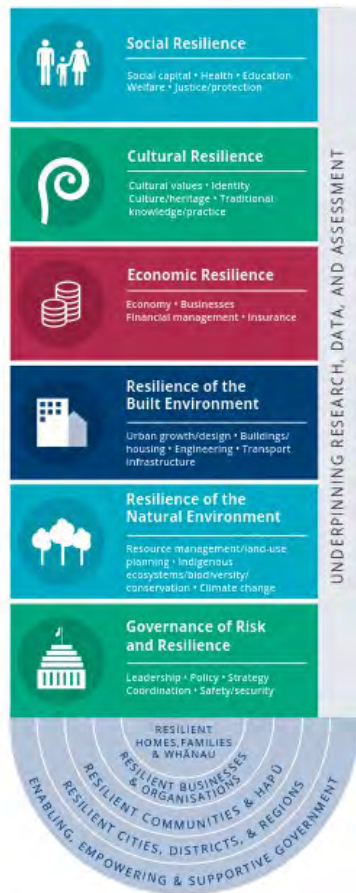 Social Resilience
Social capital • Health • Education
Welfare • Justice/protection
Cultural Resilience
Cultural values • Identity
Culture/heritage • Traditional
knowledge/practice
Economic Resilience
Economy • Businesses
Financial management • Insurance
Resilience of the
Built Environment
Urban growth/design • Buildings/
housing • Engineering • Transport
infrastructure
Resilience of the
Natural Environment
Resource management/land-use
planning • Indigenous
ecosystems/biodiversity/
conservation • Climate change
Governance of Risk
and Resilience
Leadership • Policy • Strategy
Coordination • Safety/security
UNDERPINNING RESEARCH, DATA, AND ASSESSMENT
RESILIENT
HOMES, FAMILIES
& WHĀNAU
RESILIENT BUSINESSES
& ORGANISATIONS
RESILIENT COMMUNITIES & HAPŪ
RESILIENT CITIES, DISTRICTS, & REGIONS
ENABLING, EMPOWERING & SUPPORTIVE GOVERNMENT